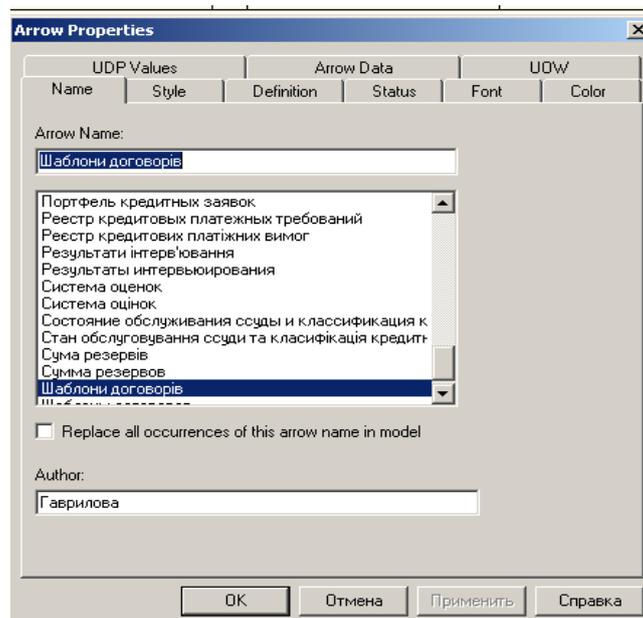 Arrow Properties
UDP Values
Arrow Data
UOW
Name
Style
Definition
Status
Font
Color
Arrow Name:
Шаблони договорів
Портфель кредитных заявок
Реестр кредитовых платежных требований
Реєстр кредитових платіжних вимог
Результати інтерв'ювання
Результаты интервьюирования
Система оценок
Система оцінок
Состояние обслуживания ссуды и классификация к
Стан обслуговування ссуди та класифікація кредитн
Сума резервів
Сумма резервов
Шаблони договорів
Replace all occurrences of this arrow name in model
Author:
Гаврилова
OK
Отмена
Применить
Справка